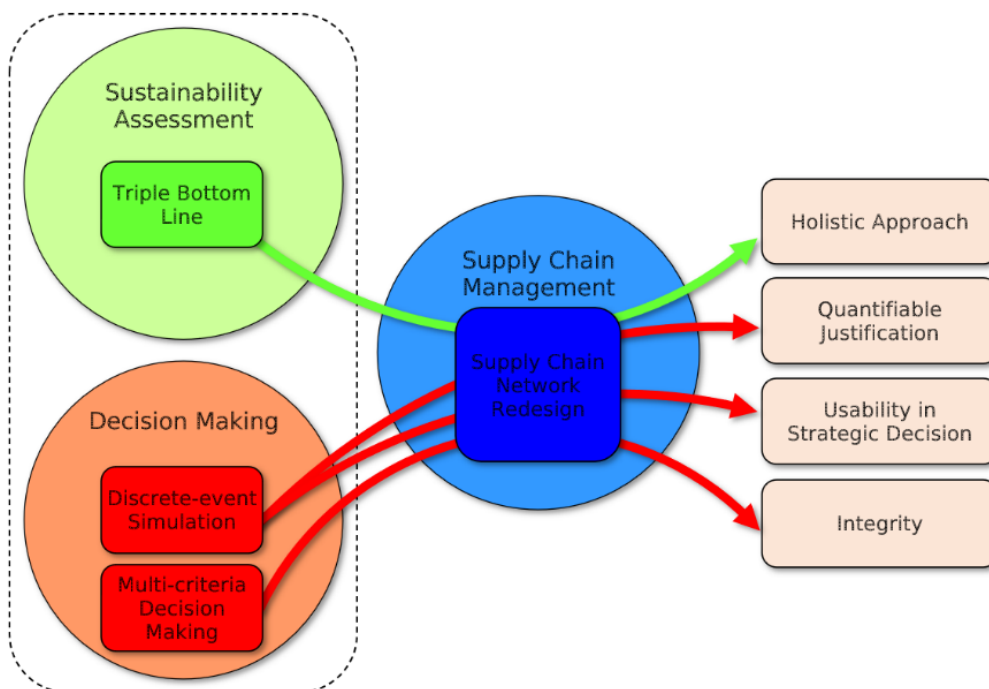 Sustainability
Assessment
Triple Bottom
Line
Decision Making
Discrete-event
Simulation
Multi-criteria
Decision
Making
Supply Chain
Management
Supply Chain
Network
Redesign
Holistic Approach
Quantifiable
Justification
Usability in
Strategic Decision
Integrity